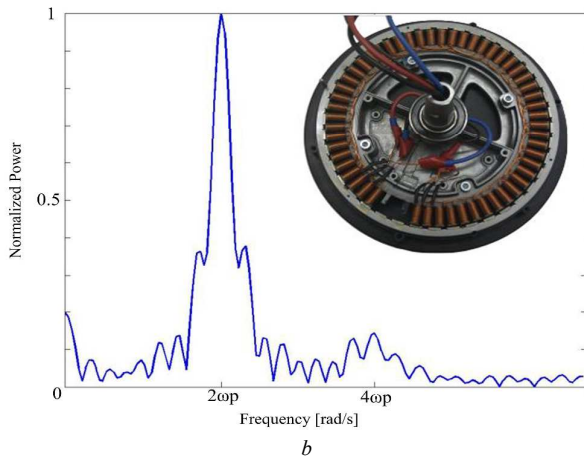 1
0.5
0
Normalized Power
2ωp
4ωp
Frequency [rad/s]
b